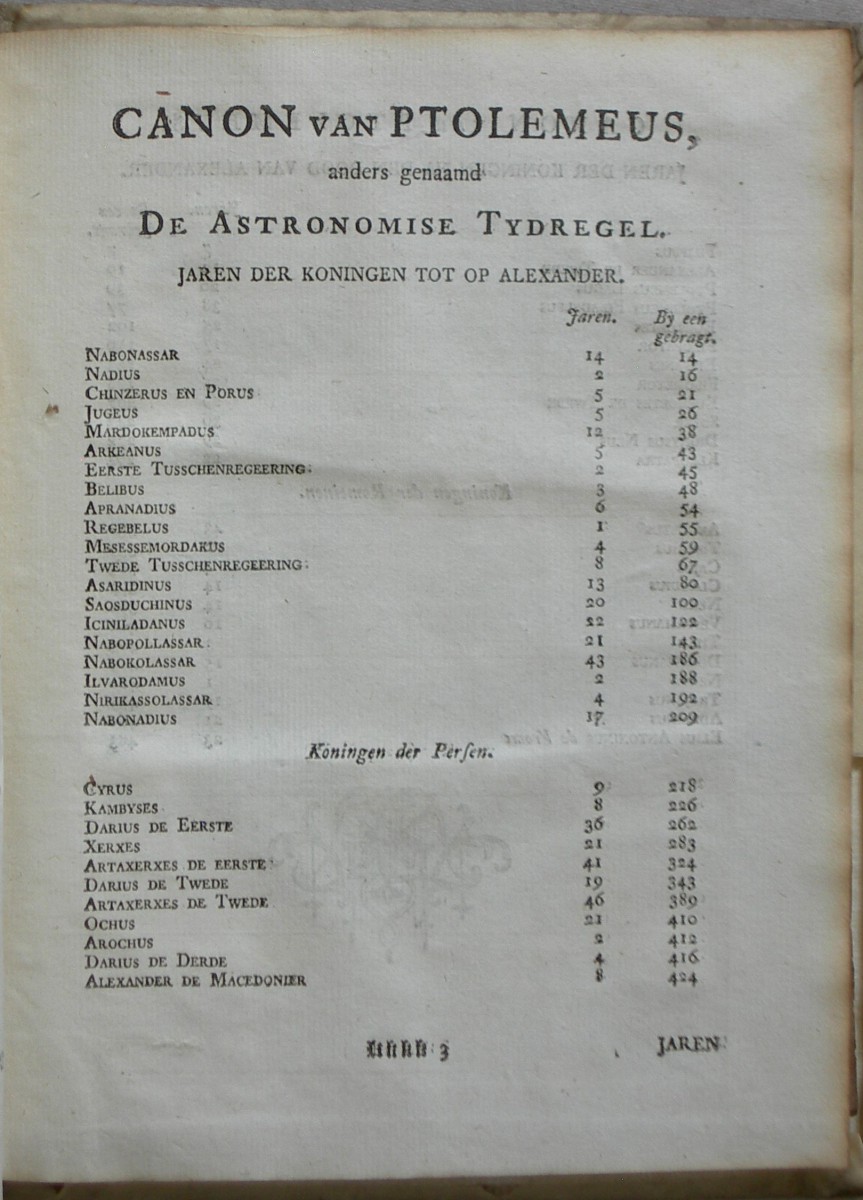 CANON VAN PTOLEMEUS,
anders genaamd
DE ASTRONOMISE TYDREGEL.
JAREN DER KONINGEN TOT OP ALEXANDER.
Jaren. By een
gebragt.
NABONASSAR 14 14
NADIUS 2 16
CHINZERUS EN PORUS 5 21
JUGEUS 5 26
MARDOKEMPADUS 12 38
ARKEANUS 5 43
EERSTE TUSSCHENREGEERING. 2 45
BELIBUS 3 48
APRANADIUS 6 54
REGEBELUS 1 55
MESESSEMORDAKUS 4 59
TWEDE TUSSCHENREGEERING. 8 67
ASARIDINUS 13 80
SAOSDUCHINUS 20 100
ICINILADANUS 22 122
NABOPOLLASSAR. 21 143
NABOKOLASSAR 43 186
ILVARODAMUS 2 188
NIRIKASSOLASSAR 4 192
NABONADIUS 17 209
Koningen der Persen.
CYRUS 9 218
KAMBYSES 8 226
DARIUS DE EERSTE 36 262
XERXES 21 283
ARTAXERXES DE EERSTE 41 324
DARIUS DE TWEDE 19 343
ARTAXERXES DE TWEDE 46 389
OCHUS 21 410
AROCHUS 2 412
DARIUS DE DERDE 4 416
ALEXANDER DE MACEDONIER 8 424
3 JAREN